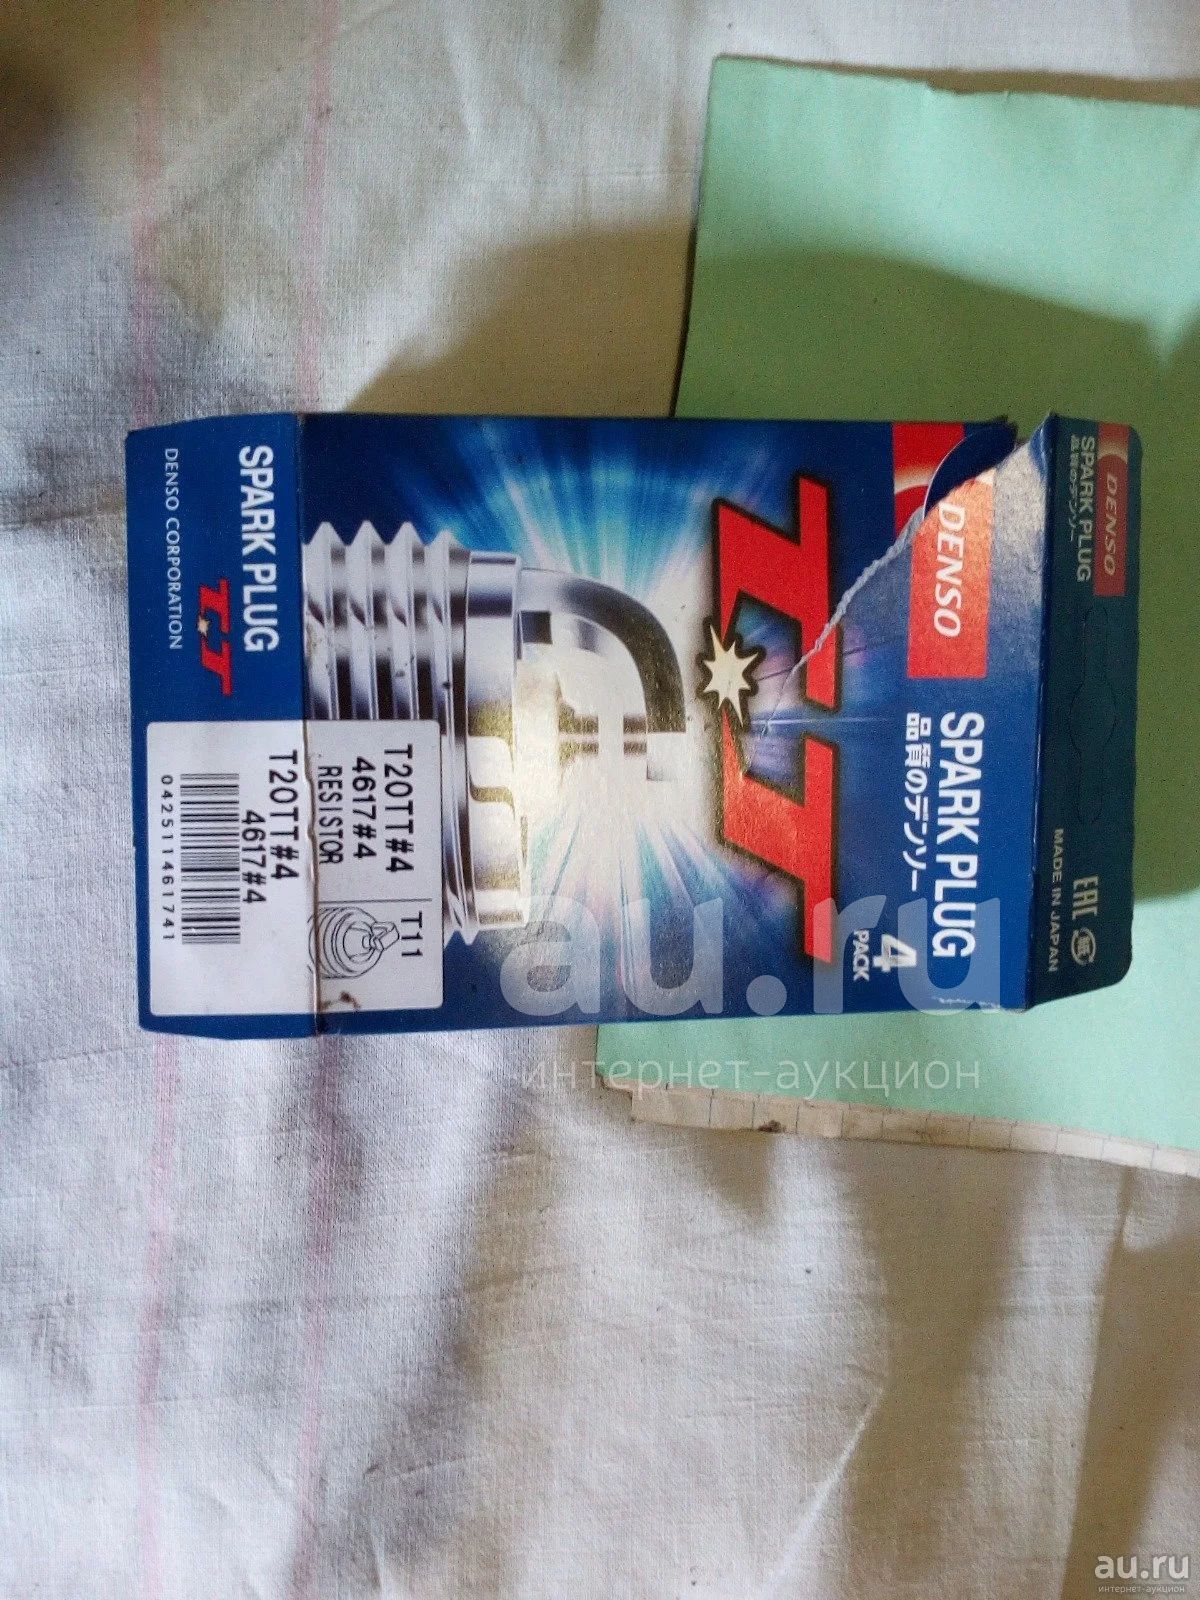 DENSO
SPARK PLUG
品質のデンソー
EAC
MADE IN JAPAN
DENSO
SPARK PLUG
品質のデンソー
4
PACK
TT
T20TT#4
4617#4
RESISTOR
T11
SPARK PLUG
TT
DENSO CORPORATION
T20TT#4
4617#4
042511461741
au.ru
интернет-аукцион
au.ru
интернет-аукцион